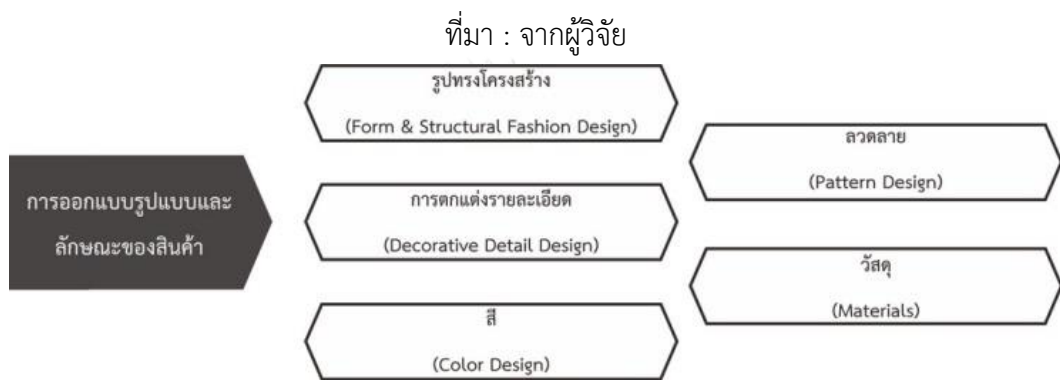 ที่มา : จากผู้วิจัย
การออกแบบรูปแบบและ
ลักษณะของสินค้า
รูปทรงโครงสร้าง
(Form & Structural Fashion Design)
การตกแต่งรายละเอียด
(Decorative Detail Design)
สี
(Color Design)
ลวดลาย
(Pattern Design)
วัสดุ
(Materials)